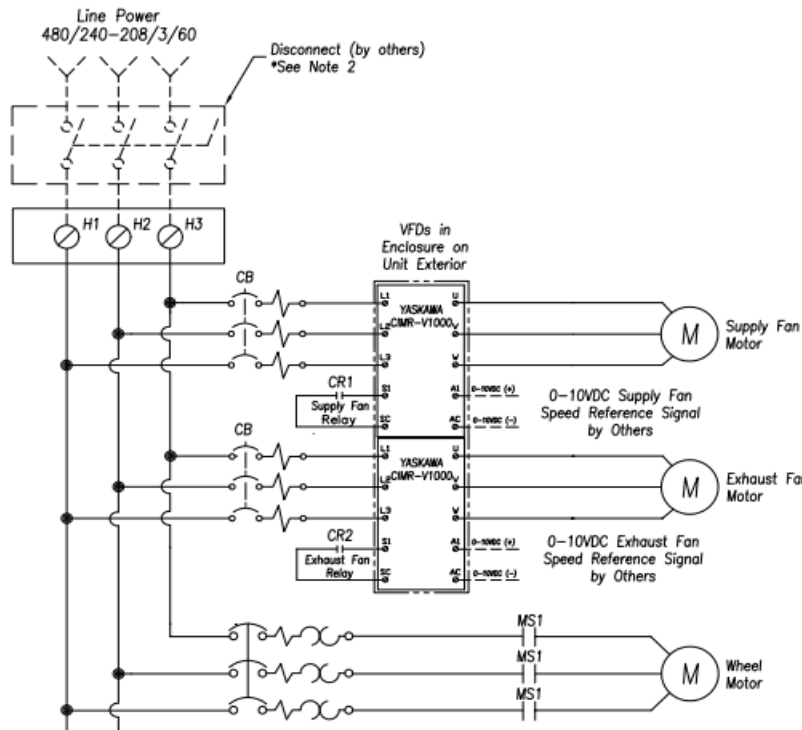 Line Power
480/240-208/3/60
Disconnect (by others)
*See Note 2
H1
H2
H3
VFDs in
Enclosure on
Unit Exterior
CB
L1
YASKAWA
CIMR-V1000
U
L2
V
L3
W
M
Supply Fan
Motor
CR1
S1
Supply Fan
Relay
SC
A1
0-10VDC (+)
AC
0-10VDC (-)
0-10VDC Supply Fan
Speed Reference Signal
by Others
CB
L1
YASKAWA
CIMR-V1000
U
L2
V
L3
W
M
Exhaust Fa
Motor
CR2
S1
Exhaust Fan
Relay
SC
A1
0-10VDC (+)
AC
0-10VDC (-)
0-10VDC Exhaust Fan
Speed Reference Signal
by Others
MS1
MS1
MS1
M
Wheel
Motor